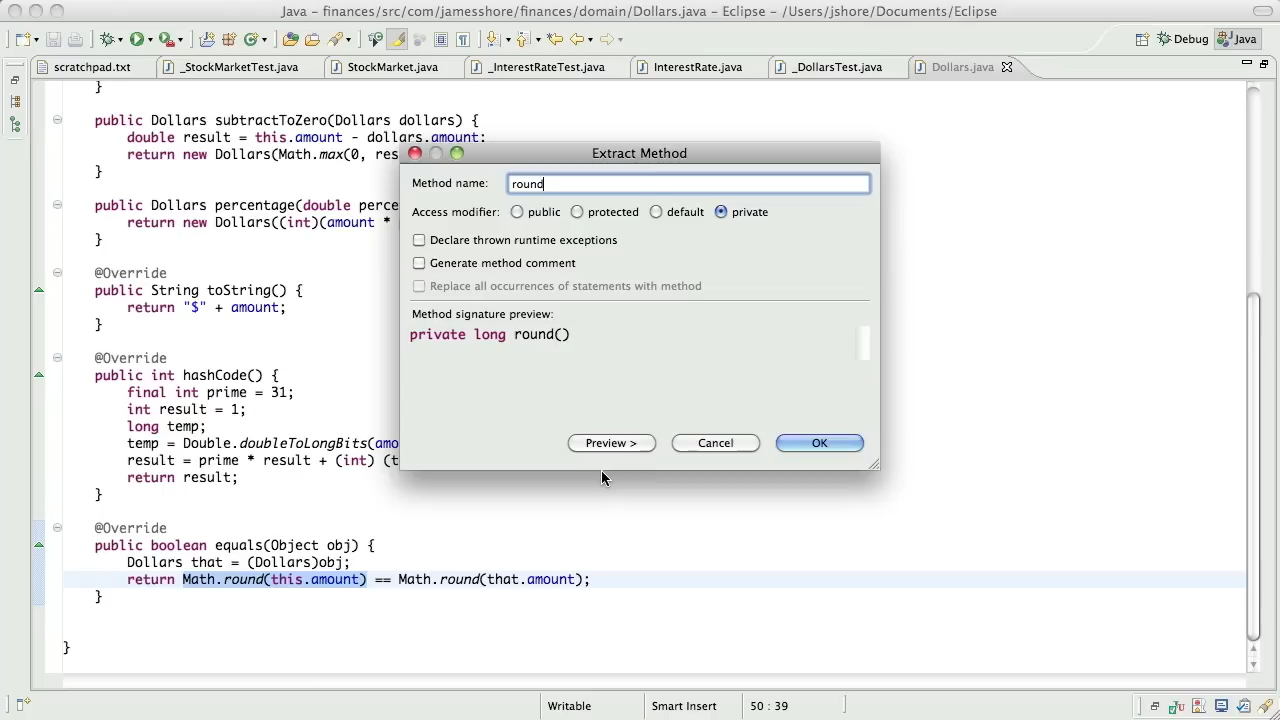 Java – finances/src/com/jamesshore/finances/domain/Dollars.java – Eclipse – /Users/jshore/Documents/Eclipse
Debug Java
scratchpad.txt _StockMarketTest.java StockMarket.java _InterestRateTest.java InterestRate.java _DollarsTest.java Dollars.java
}
public Dollars subtractToZero(Dollars dollars) {
double result = this.amount - dollars.amount;
return new Dollars(Math.max(0, res
}
public Dollars percentage(double perce
return new Dollars((int)(amount *
}
@Override
public String toString() {
return "$" + amount;
}
@Override
public int hashCode() {
final int prime = 31;
int result = 1;
long temp;
temp = Double.doubleToLongBits(amo
result = prime * result + (int) (t
return result;
}
@Override
public boolean equals(Object obj) {
Dollars that = (Dollars)obj;
return Math.round(this.amount) == Math.round(that.amount);
}
}
Extract Method
Method name: round
Access modifier: public protected default private
Declare thrown runtime exceptions
Generate method comment
Replace all occurrences of statements with method
Method signature preview:
private long round()
Preview > Cancel OK
Writable Smart Insert 50 : 39